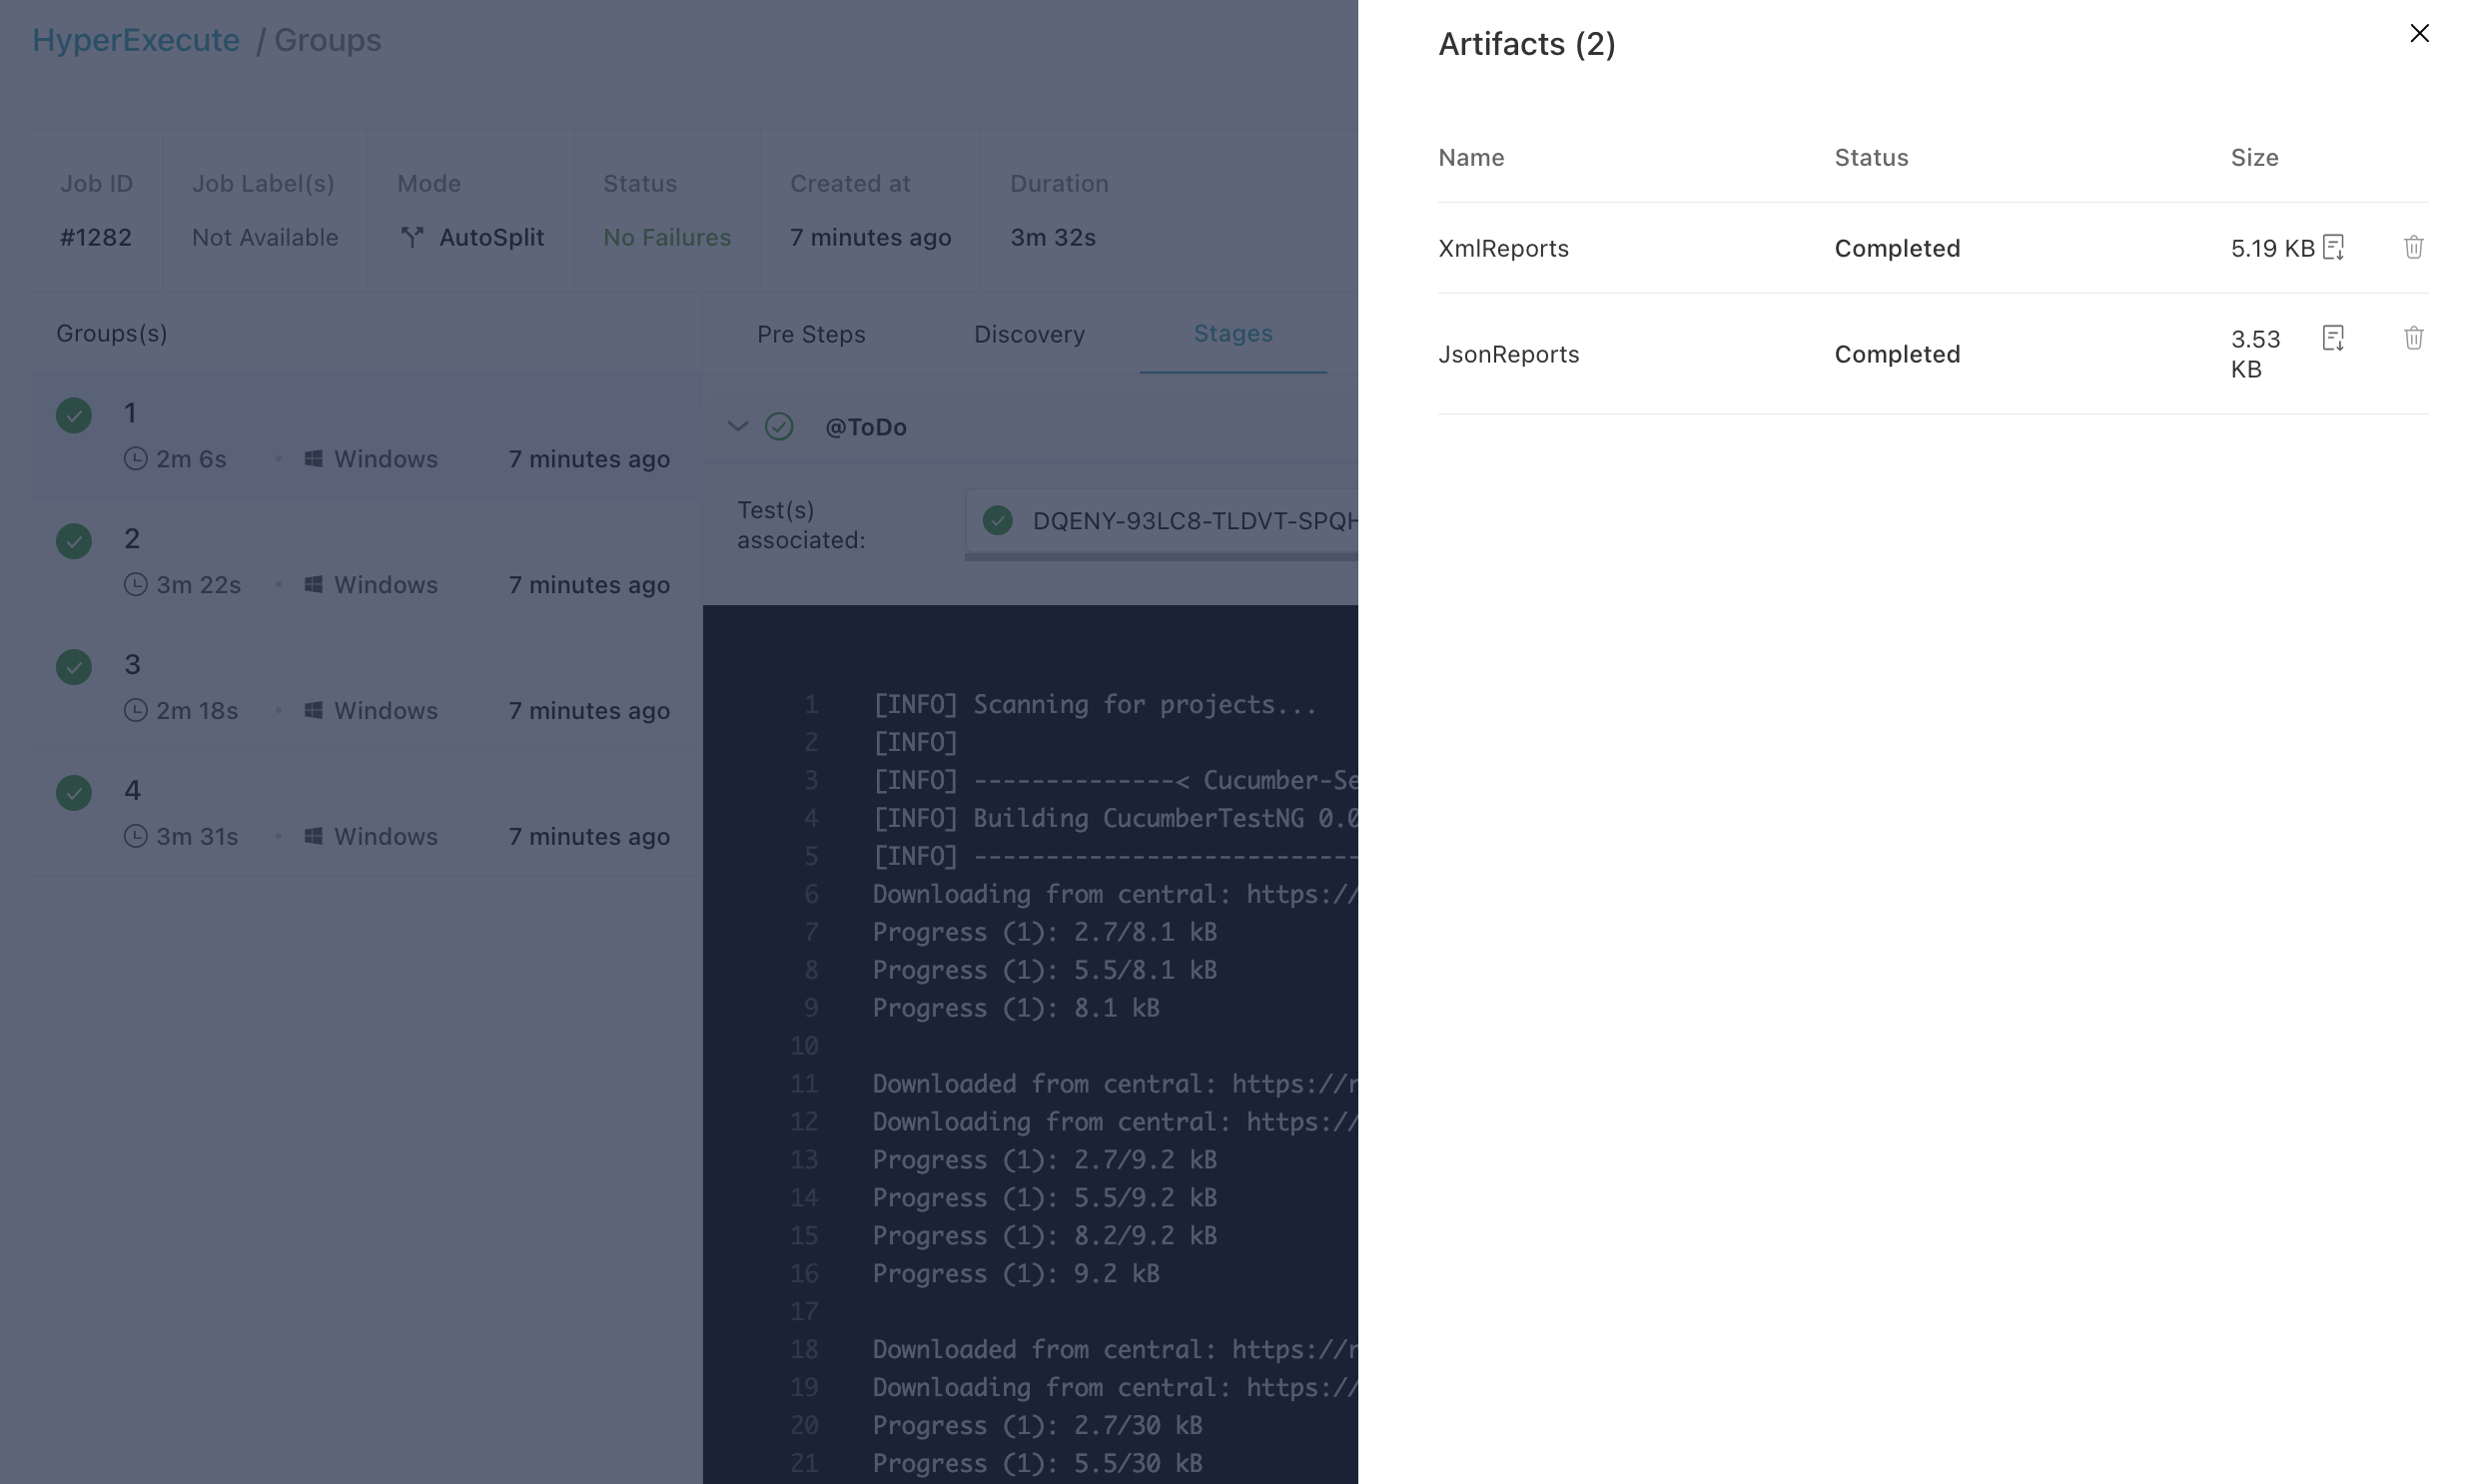 HyperExecute / Groups
Job ID
#1282
Job Label(s)
Not Available
Mode
AutoSplit
Status
No Failures
Created at
7 minutes ago
Duration
3m 32s
Groups(s)
1
2m 6s Windows 7 minutes ago
2
3m 22s Windows 7 minutes ago
3
2m 18s Windows 7 minutes ago
4
3m 31s Windows 7 minutes ago
Pre Steps Discovery Stages
@ToDo
Test(s)
associated:
DQENY-93LC8-TLDVT-SPQH
1 [INFO] Scanning for projects...
2 [INFO]
3 [INFO] --------------< Cucumber-Se
4 [INFO] Building CucumberTestNG 0.0
5 [INFO] ---------------------------
6 Downloading from central: https://
7 Progress (1): 2.7/8.1 kB
8 Progress (1): 5.5/8.1 kB
9 Progress (1): 8.1 kB
10
11 Downloaded from central: https://r
12 Downloading from central: https://
13 Progress (1): 2.7/9.2 kB
14 Progress (1): 5.5/9.2 kB
15 Progress (1): 8.2/9.2 kB
16 Progress (1): 9.2 kB
17
18 Downloaded from central: https://r
19 Downloading from central: https://
20 Progress (1): 2.7/30 kB
21 Progress (1): 5.5/30 kB
Artifacts (2)
Name Status Size
XmlReports Completed 5.19 KB
JsonReports Completed 3.53
KB